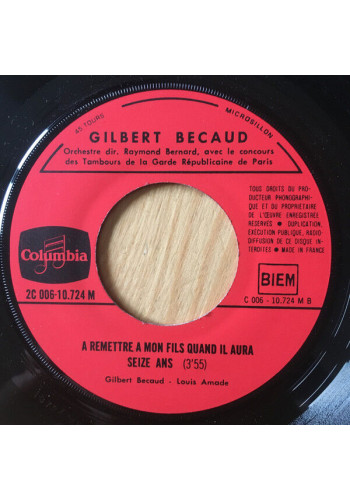 45 TOURS
MICROSILLON
GILBERT BECAUD
Orchestre dir. Raymond Bernard, avec le concours
des Tambours de la Garde Républicaine de Paris
TOUS DROITS DU PRO-
DUCTEUR PHONOGRAPHI-
QUE ET DU PROPRIETAIRE
DE L'ŒUVRE ENREGISTREE
RESERVES • DUPLICATION,
EXECUTION PUBLIQUE, RADIO-
DIFFUSION DE CE DISQUE IN-
TERDITES • MADE IN FRANCE
Columbia
2C 006-10.724 M
BIEM
C 006 - 10.724 M B
A REMETTRE A MON FILS QUAND IL AURA
SEIZE ANS (3'55)
Gilbert Becaud - Louis Amade